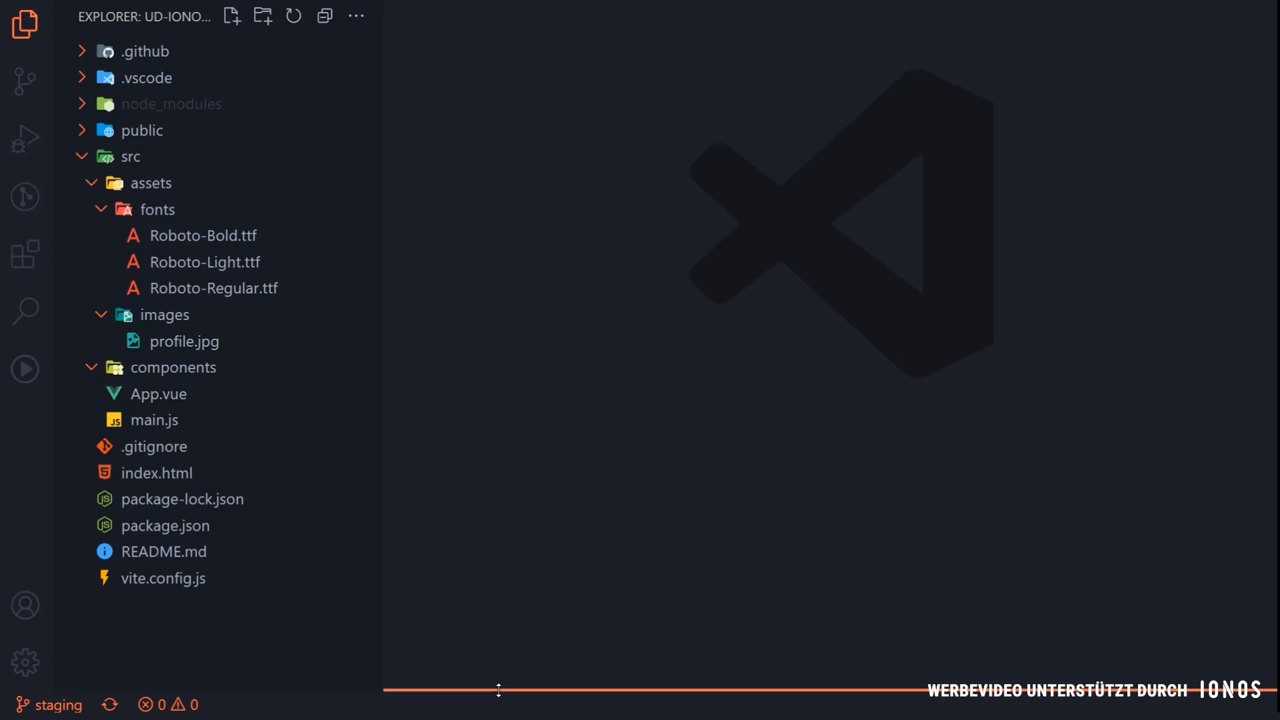 EXPLORER: UD-IONO...
.github
.vscode
node_modules
public
src
assets
fonts
Roboto-Bold.ttf
Roboto-Light.ttf
Roboto-Regular.ttf
images
profile.jpg
components
App.vue
main.js
.gitignore
index.html
package-lock.json
package.json
README.md
vite.config.js
staging 0 0
WERBEVIDEO UNTERSTÜTZT DURCH IONOS